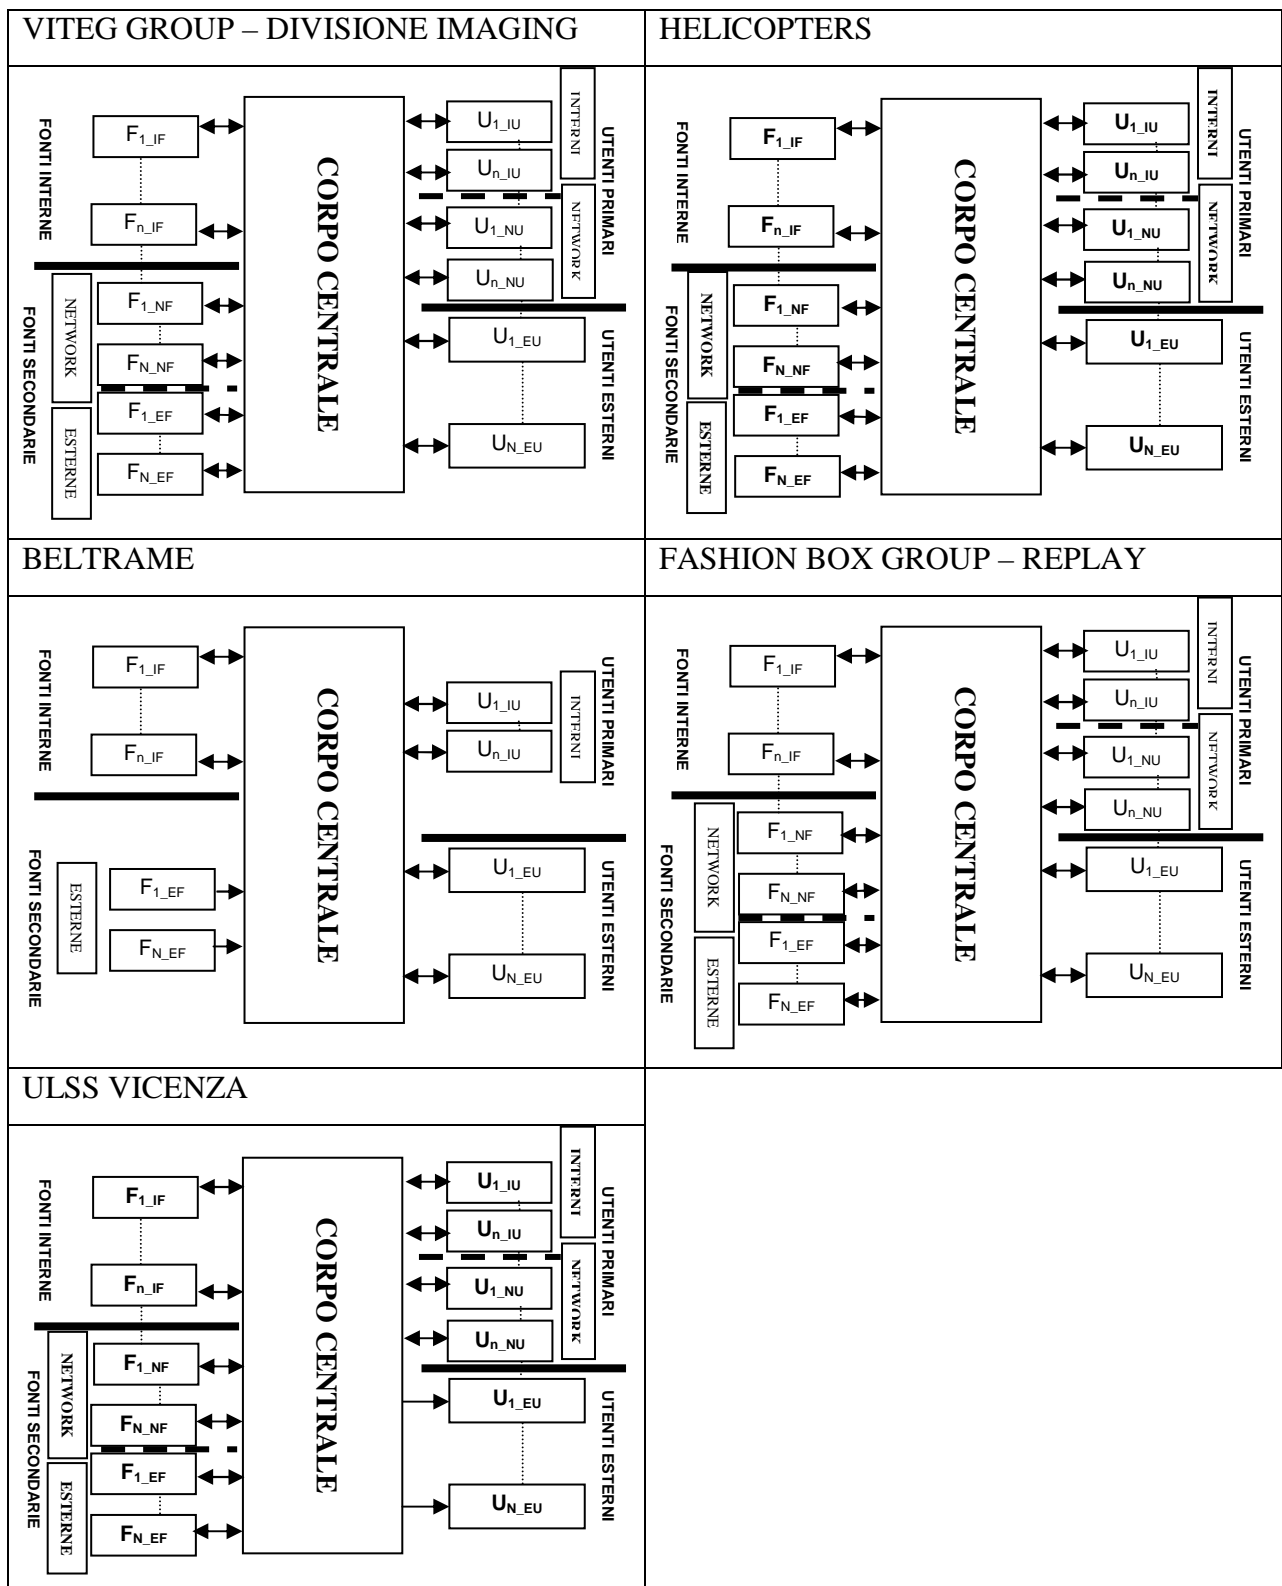 VITEG GROUP – DIVISIONE IMAGING
FONTI INTERNE
FONTI SECONDARIE
NETWORK
ESTERNE
F1_IF
Fn_IF
F1_NF
FN_NF
F1_EF
FN_EF
CORPO CENTRALE
U1_IU
Un_IU
U1_NU
Un_NU
U1_EU
UN_EU
INTERNI
NETWORK
UTENTI PRIMARI
UTENTI ESTERNI
HELICOPTERS
FONTI INTERNE
FONTI SECONDARIE
NETWORK
ESTERNE
F1_IF
Fn_IF
F1_NF
FN_NF
F1_EF
FN_EF
CORPO CENTRALE
U1_IU
Un_IU
U1_NU
Un_NU
U1_EU
UN_EU
INTERNI
NETWORK
UTENTI PRIMARI
UTENTI ESTERNI
BELTRAME
FONTI INTERNE
FONTI SECONDARIE
ESTERNE
F1_IF
Fn_IF
F1_EF
FN_EF
CORPO CENTRALE
U1_IU
Un_IU
U1_EU
UN_EU
INTERNI
UTENTI PRIMARI
UTENTI ESTERNI
FASHION BOX GROUP – REPLAY
FONTI INTERNE
FONTI SECONDARIE
NETWORK
ESTERNE
F1_IF
Fn_IF
F1_NF
FN_NF
F1_EF
FN_EF
CORPO CENTRALE
U1_IU
Un_IU
U1_NU
Un_NU
U1_EU
UN_EU
INTERNI
NETWORK
UTENTI PRIMARI
UTENTI ESTERNI
ULSS VICENZA
FONTI INTERNE
FONTI SECONDARIE
NETWORK
ESTERNE
F1_IF
Fn_IF
F1_NF
FN_NF
F1_EF
FN_EF
CORPO CENTRALE
U1_IU
Un_IU
U1_NU
Un_NU
U1_EU
UN_EU
INTERNI
NETWORK
UTENTI PRIMARI
UTENTI ESTERNI